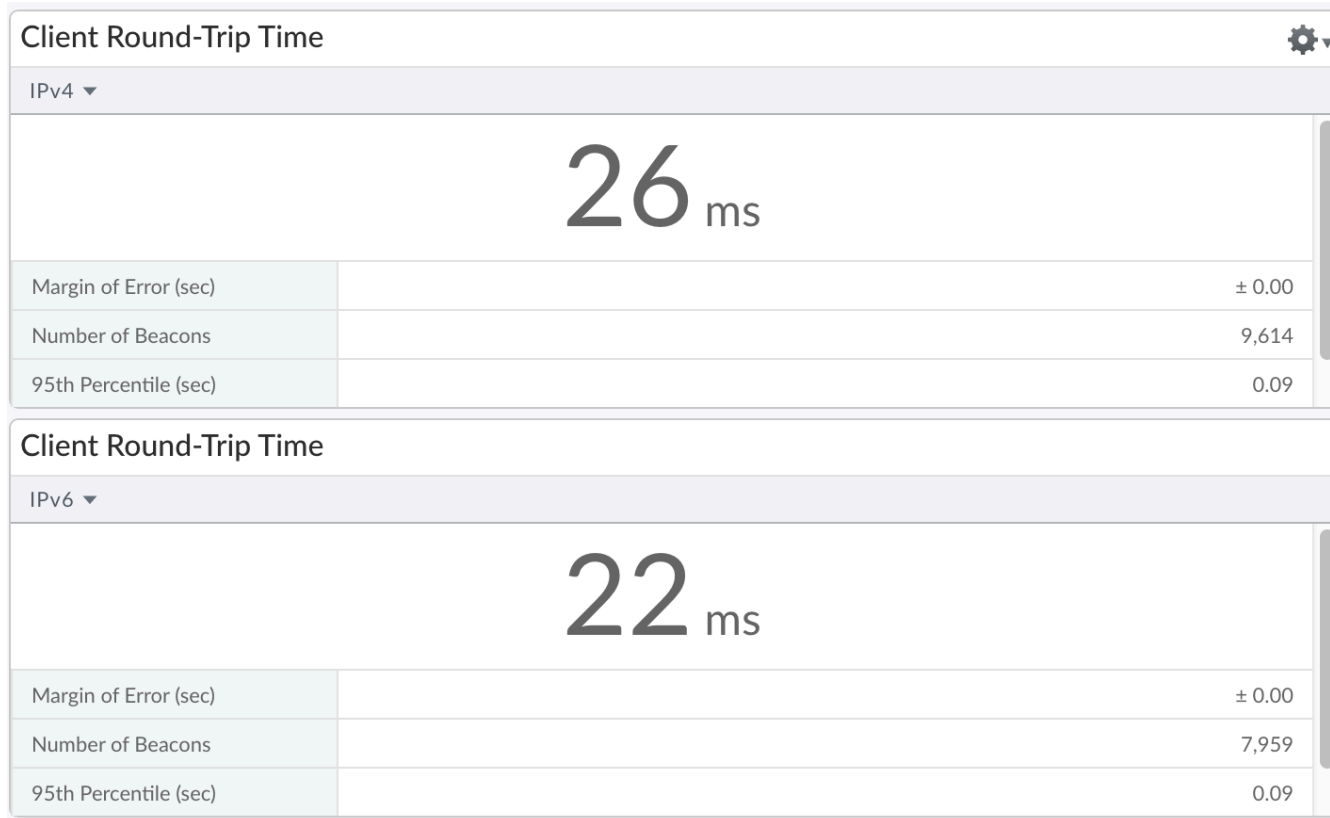 Client Round-Trip Time
IPv4
26 ms
Margin of Error (sec) ± 0.00
Number of Beacons 9,614
95th Percentile (sec) 0.09
Client Round-Trip Time
IPv6
22 ms
Margin of Error (sec) ± 0.00
Number of Beacons 7,959
95th Percentile (sec) 0.09